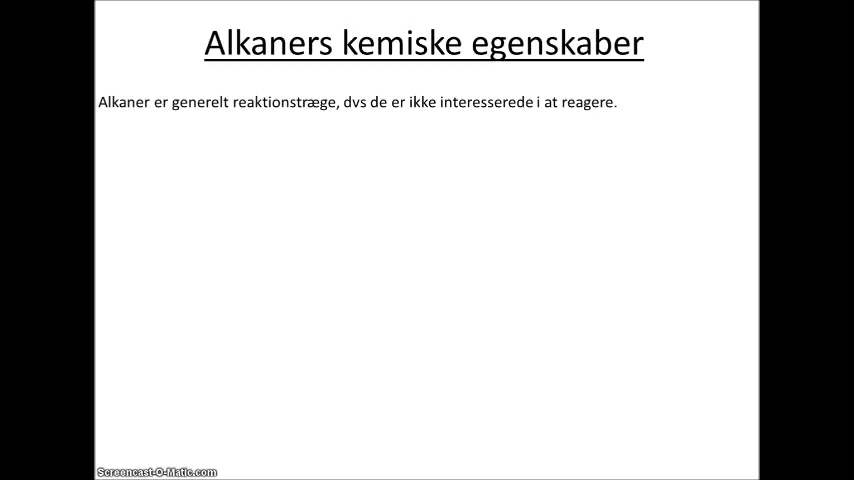 Alkaners kemiske egenskaber
Alkaner er generelt reaktionstræge, dvs de er ikke interesserede i at reagere.
Screencast-O-Matic.com